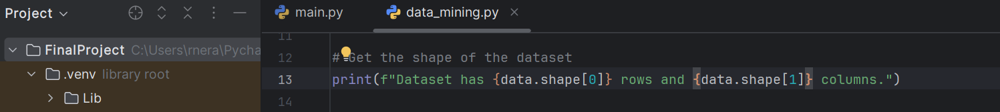 Project
main.py
data_mining.py
FinalProject C:\Users\rnera\Pycha
.venv library root
Lib
11
12 # Get the shape of the dataset
13 print(f"Dataset has {data.shape[0]} rows and {data.shape[1]} columns.")
14